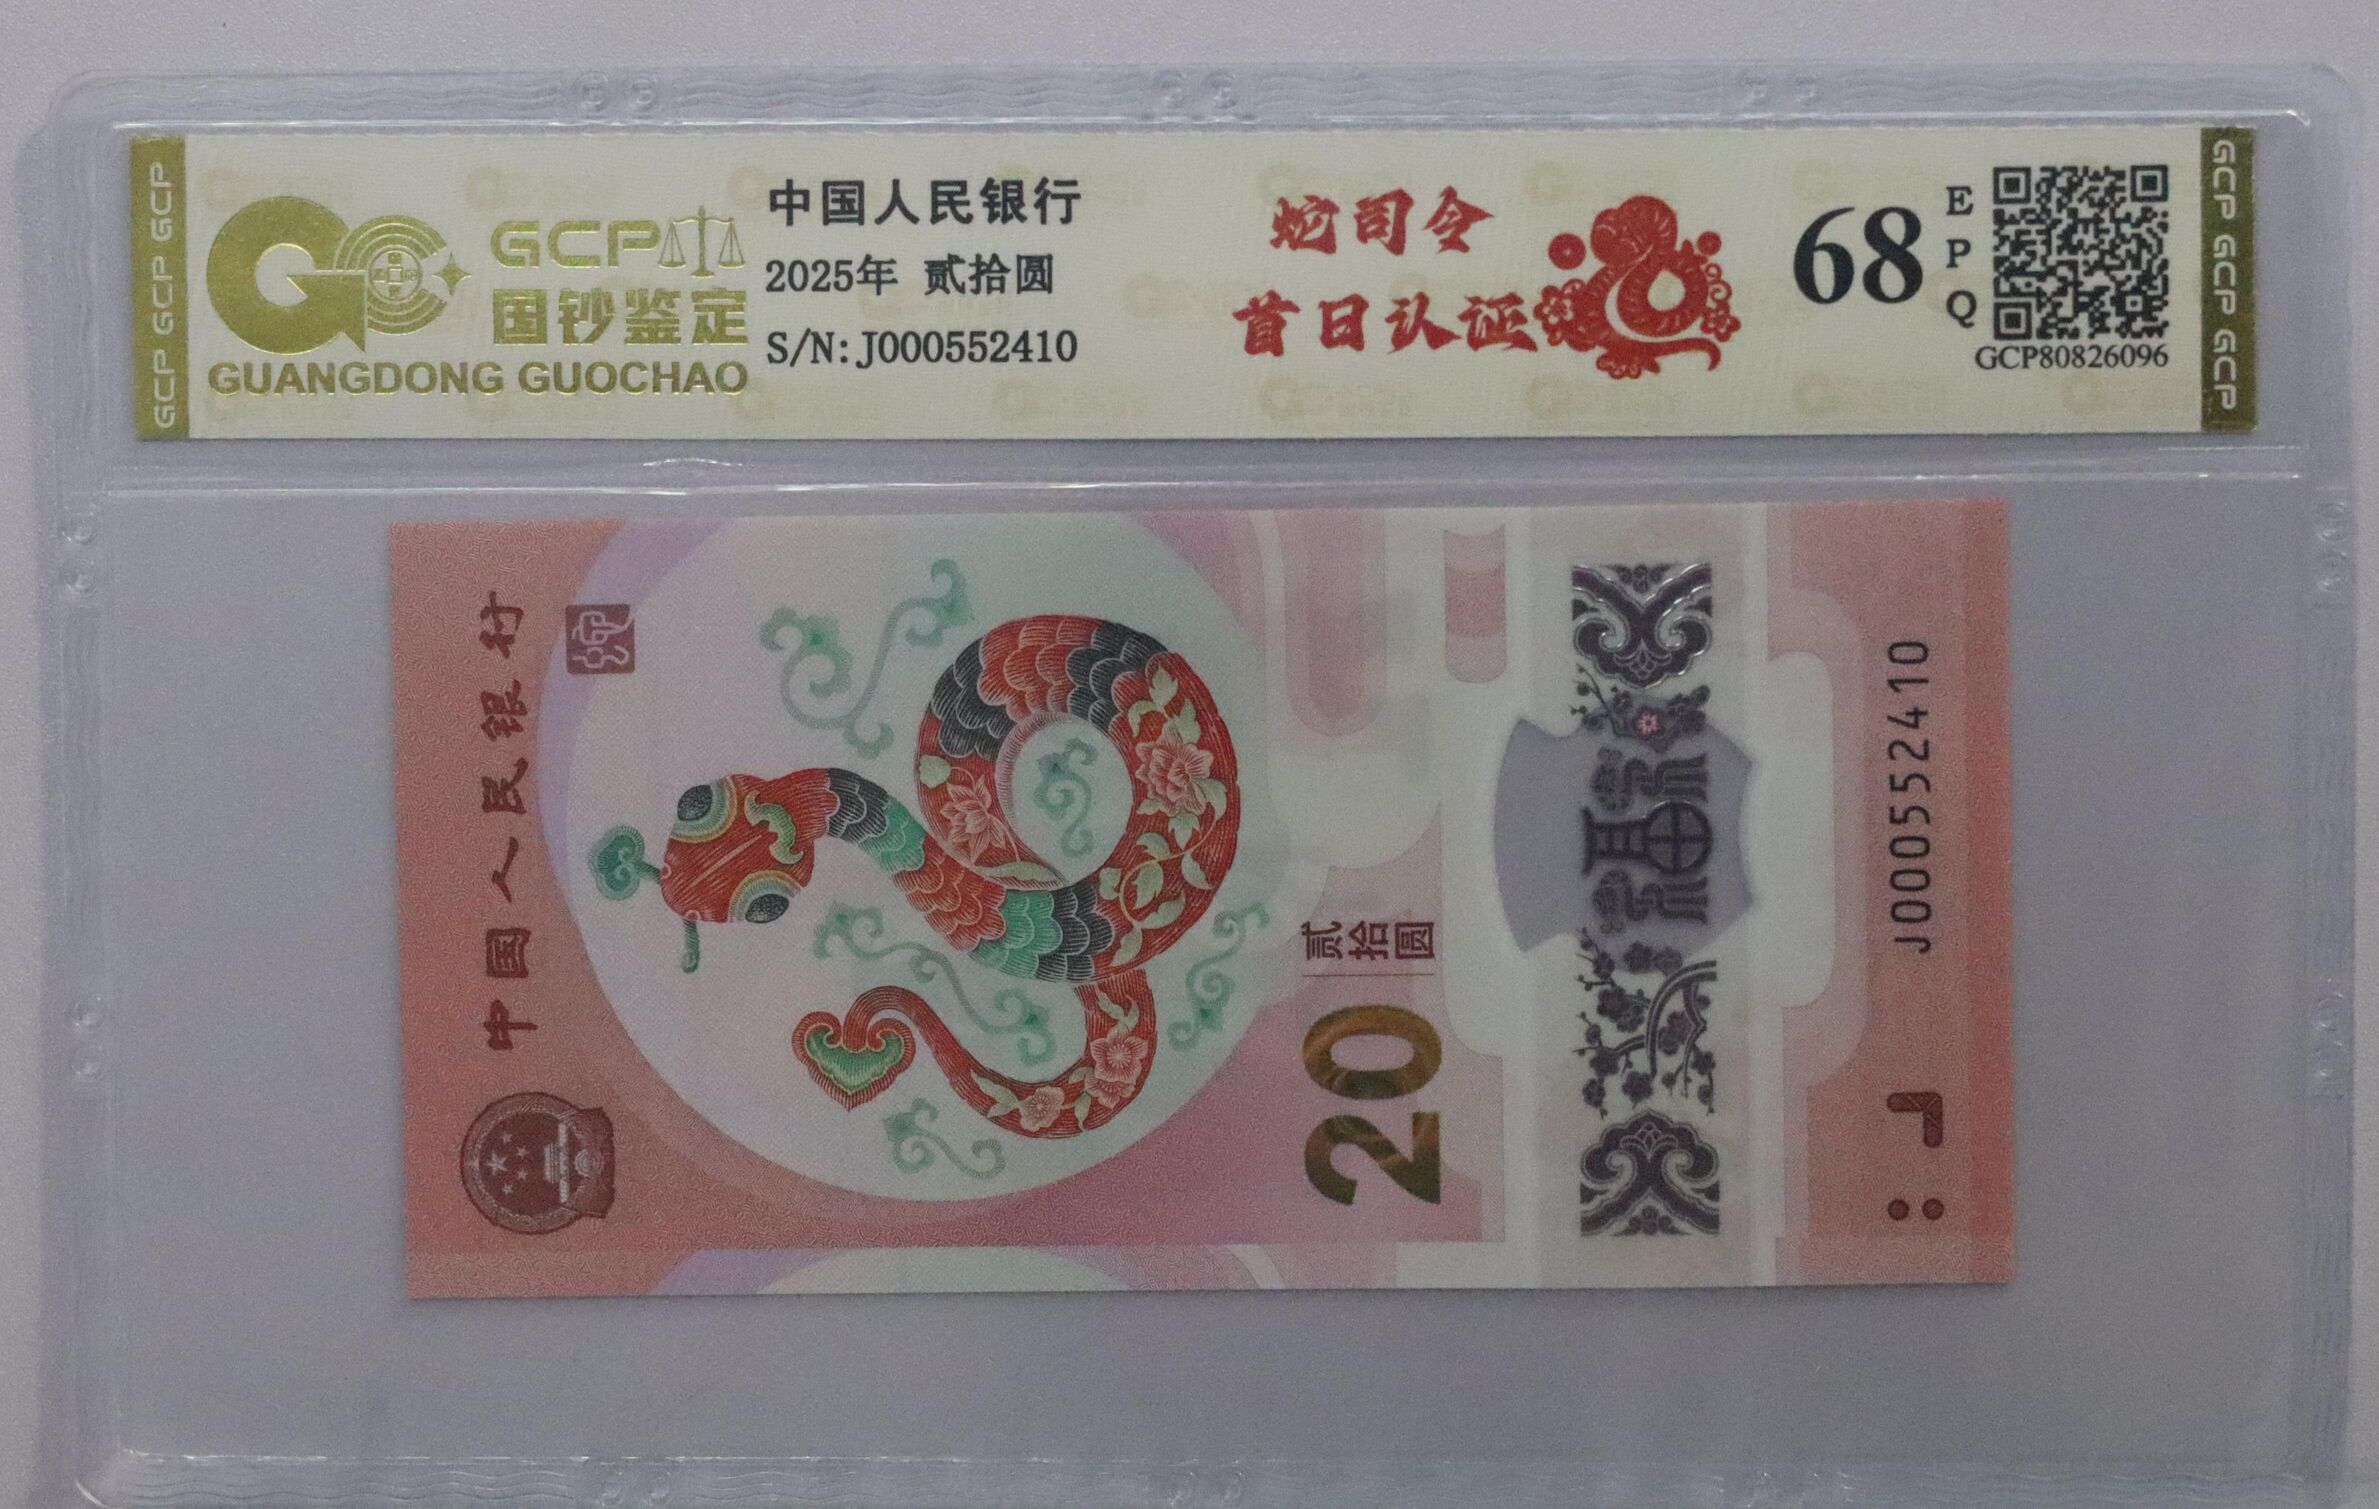 GCP GCP GCP
GCP
国钞鉴定
GUANGDONG GUOCHAO
中国人民银行
2025年 贰拾圆
S/N:J000552410
蛇司令
首日认证
68
EPQ
GCP80826096
GCP GCP GCP
中国人民银行
20
贰拾圆
福
J000552410